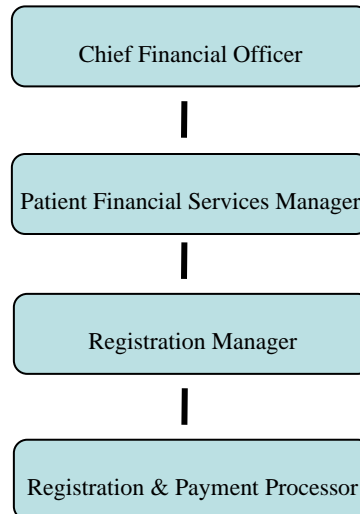 Chief Financial Officer
Patient Financial Services Manager
Registration Manager
Registration & Payment Processor